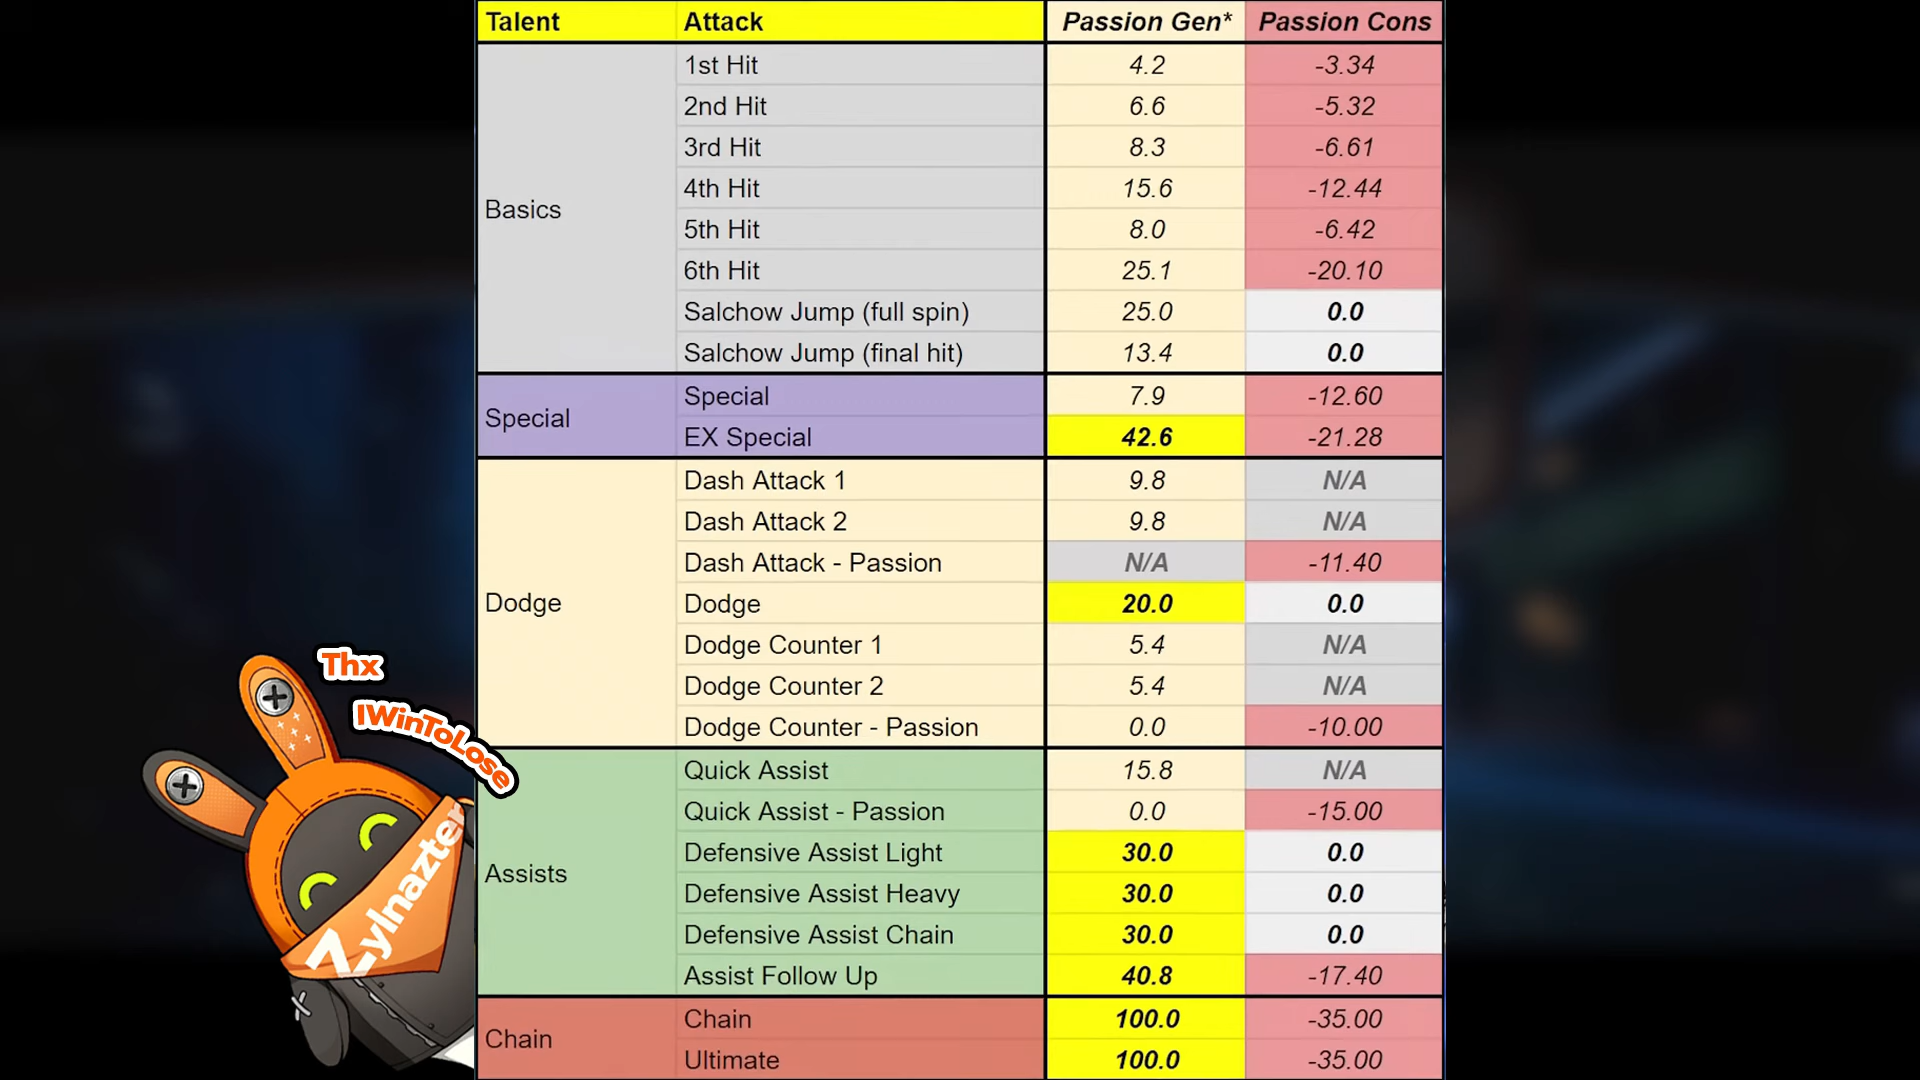 Talent Attack Passion Gen* Passion Cons
Basics
1st Hit 4.2 -3.34
2nd Hit 6.6 -5.32
3rd Hit 8.3 -6.61
4th Hit 15.6 -12.44
5th Hit 8.0 -6.42
6th Hit 25.1 -20.10
Salchow Jump (full spin) 25.0 0.0
Salchow Jump (final hit) 13.4 0.0
Special
Special 7.9 -12.60
EX Special 42.6 -21.28
Dodge
Dash Attack 1 9.8 N/A
Dash Attack 2 9.8 N/A
Dash Attack - Passion N/A -11.40
Dodge 20.0 0.0
Dodge Counter 1 5.4 N/A
Dodge Counter 2 5.4 N/A
Dodge Counter - Passion 0.0 -10.00
Assists
Quick Assist 15.8 N/A
Quick Assist - Passion 0.0 -15.00
Defensive Assist Light 30.0 0.0
Defensive Assist Heavy 30.0 0.0
Defensive Assist Chain 30.0 0.0
Assist Follow Up 40.8 -17.40
Chain
Chain 100.0 -35.00
Ultimate 100.0 -35.00
Thx
IWinToLose
Zylnazter